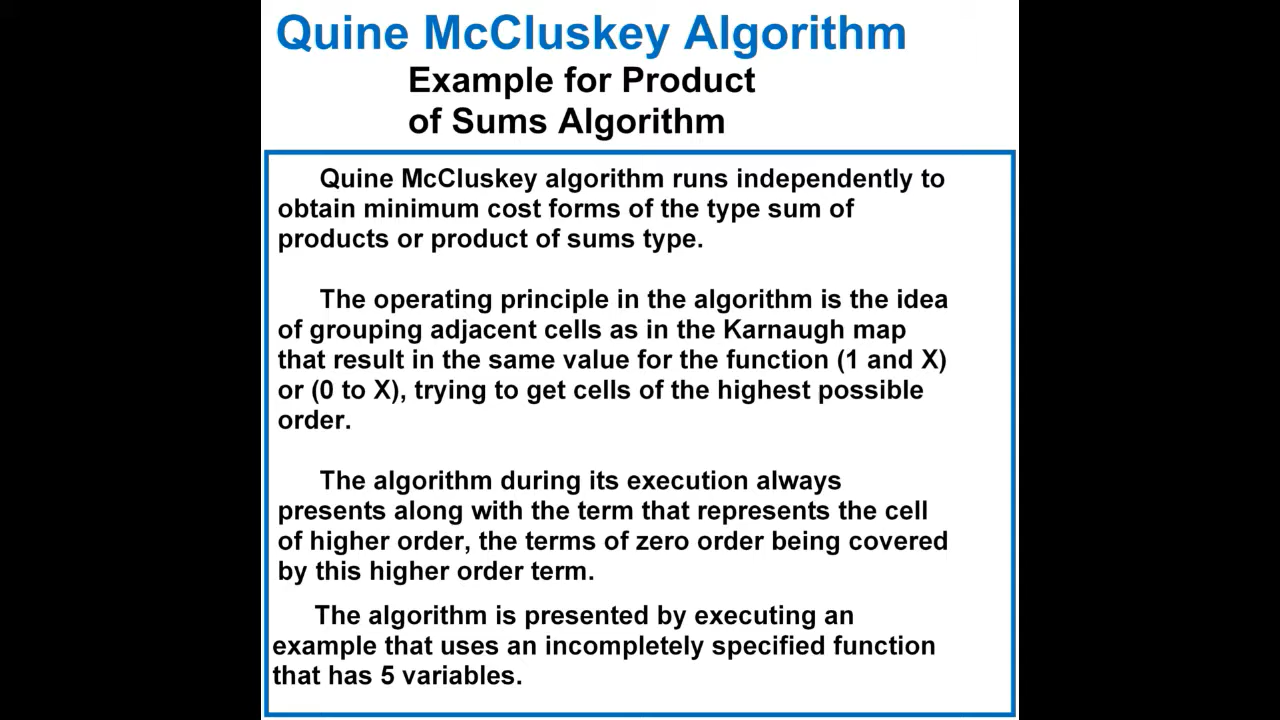 Quine McCluskey Algorithm
Example for Product
of Sums Algorithm
Quine McCluskey algorithm runs independently to
obtain minimum cost forms of the type sum of
products or product of sums type.
The operating principle in the algorithm is the idea
of grouping adjacent cells as in the Karnaugh map
that result in the same value for the function (1 and X)
or (0 to X), trying to get cells of the highest possible
order.
The algorithm during its execution always
presents along with the term that represents the cell
of higher order, the terms of zero order being covered
by this higher order term.
The algorithm is presented by executing an
example that uses an incompletely specified function
that has 5 variables.